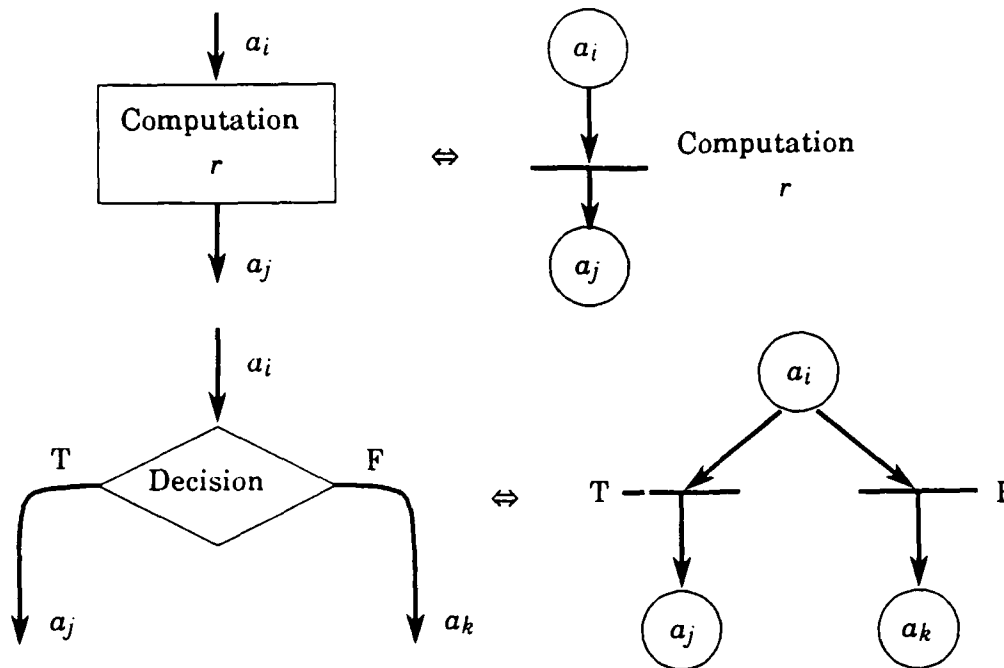 a_i
Computation
r
a_j
⇔
a_i
Computation
r
a_j
a_i
T
Decision
F
a_j
a_k
⇔
a_i
T
F
a_j
a_k